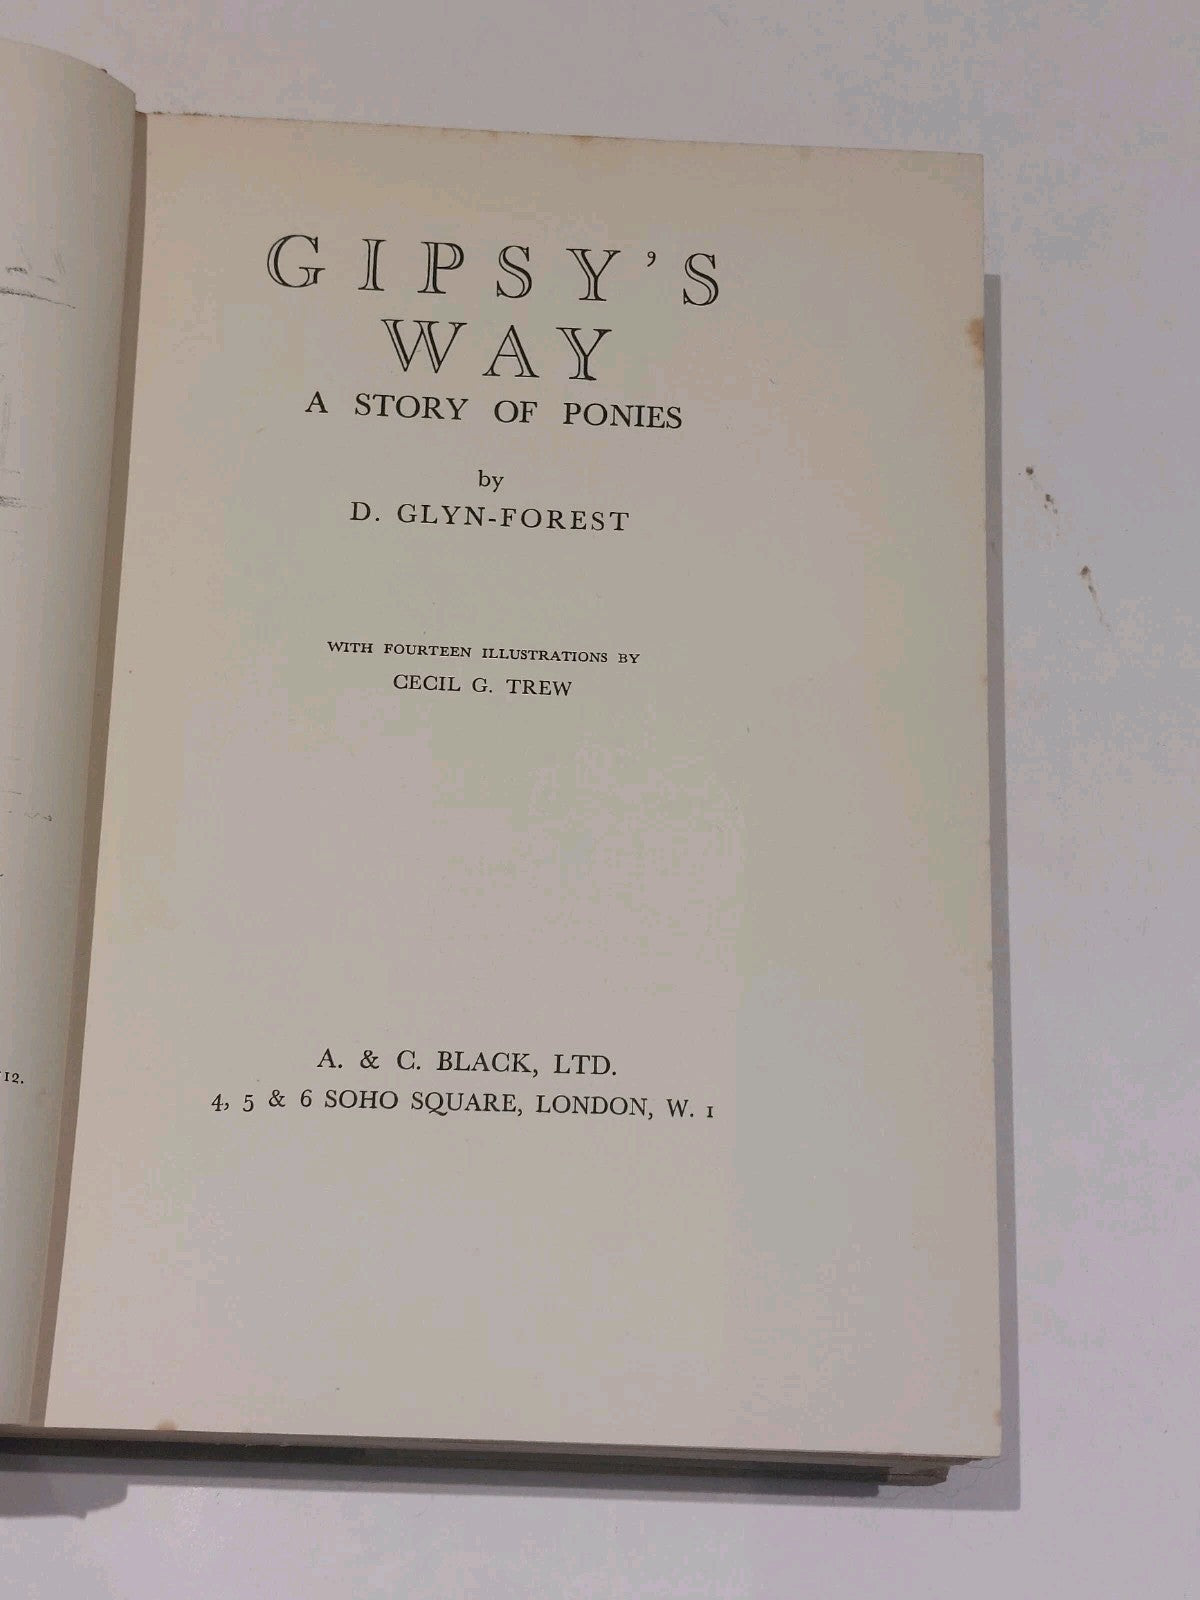 GIPSY'S
WAY
A STORY OF PONIES
by
D. GLYN-FOREST
WITH FOURTEEN ILLUSTRATIONS BY
CECIL G. TREW
A. & C. BLACK, LTD.
4, 5 & 6 SOHO SQUARE, LONDON, W. 1
12.